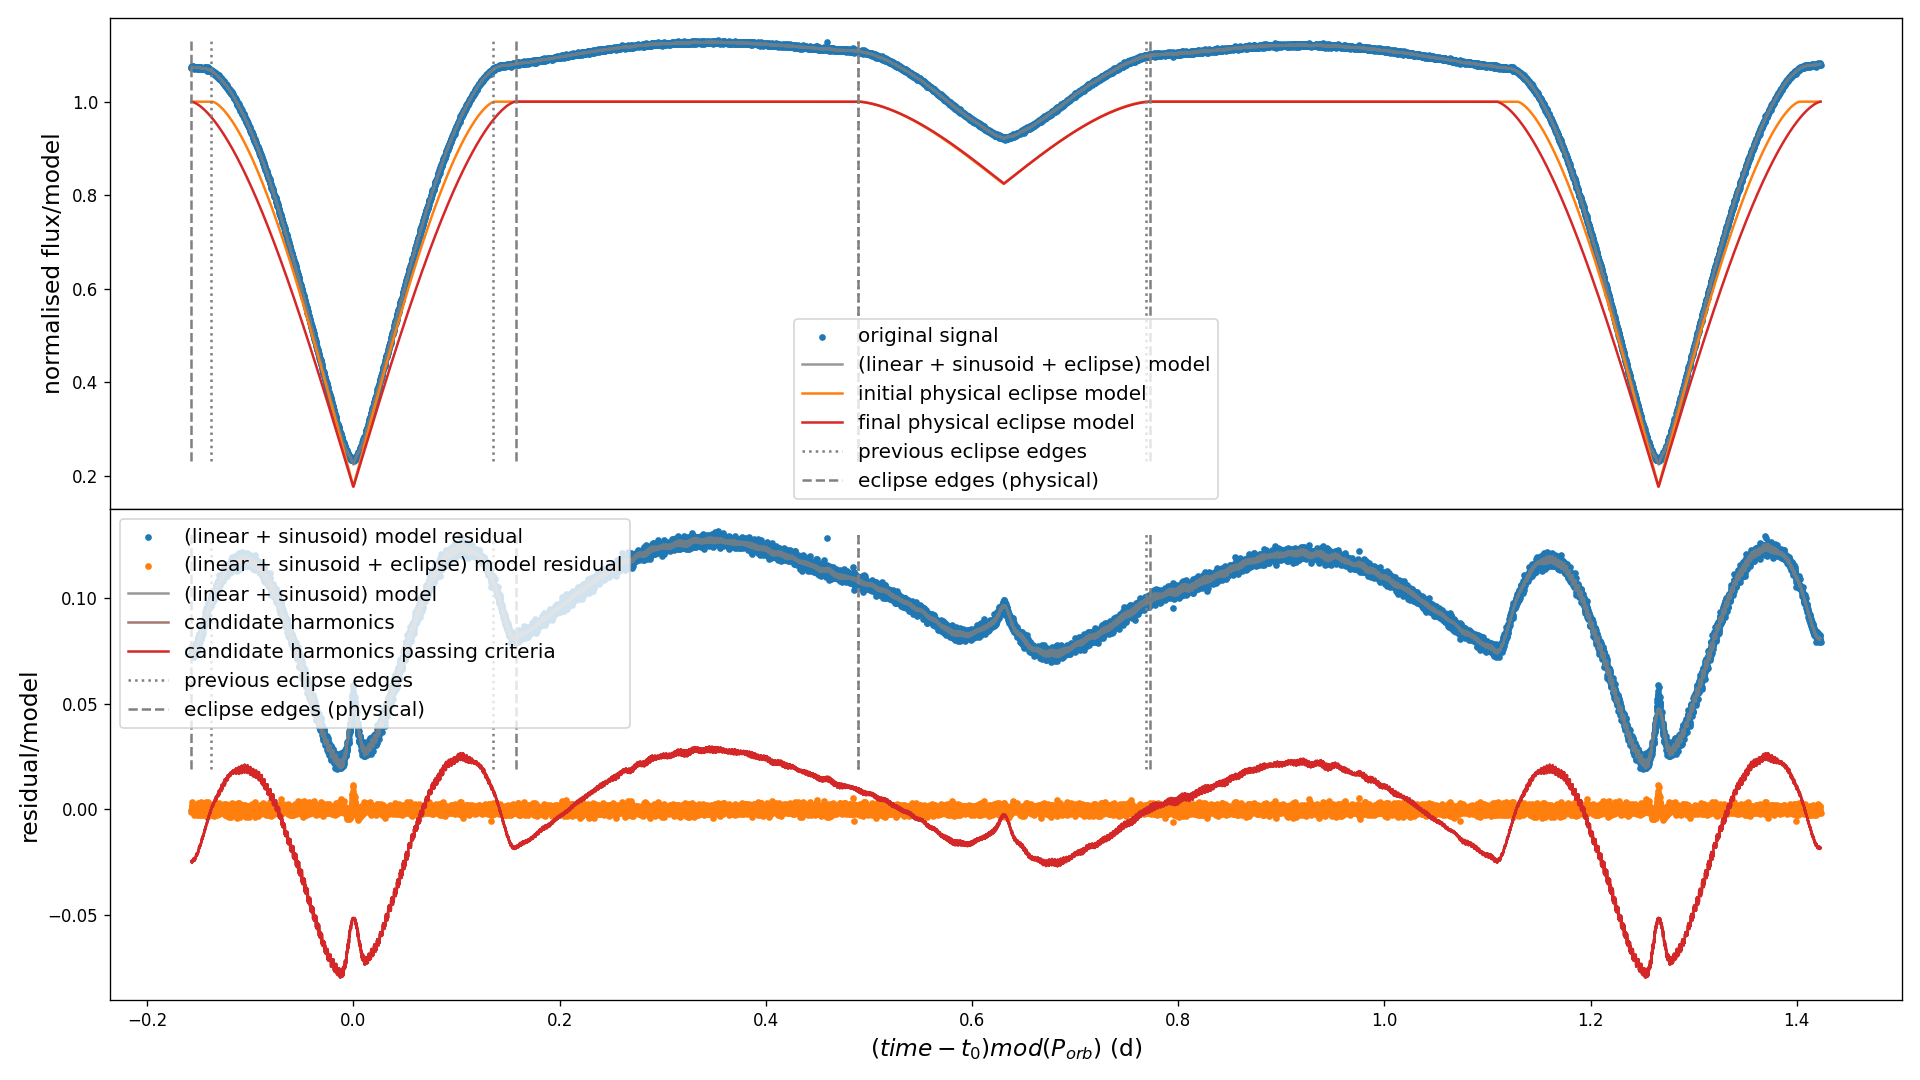 normalised flux/model
1.0
0.8
0.6
0.4
0.2
original signal
(linear + sinusoid + eclipse) model
initial physical eclipse model
final physical eclipse model
previous eclipse edges
eclipse edges (physical)
residual/model
0.10
0.05
0.00
−0.05
(linear + sinusoid) model residual
(linear + sinusoid + eclipse) model residual
(linear + sinusoid) model
candidate harmonics
candidate harmonics passing criteria
previous eclipse edges
eclipse edges (physical)
−0.2 0.0 0.2 0.4 0.6 0.8 1.0 1.2 1.4
(time − t₀)mod(Pₒᵣb) (d)